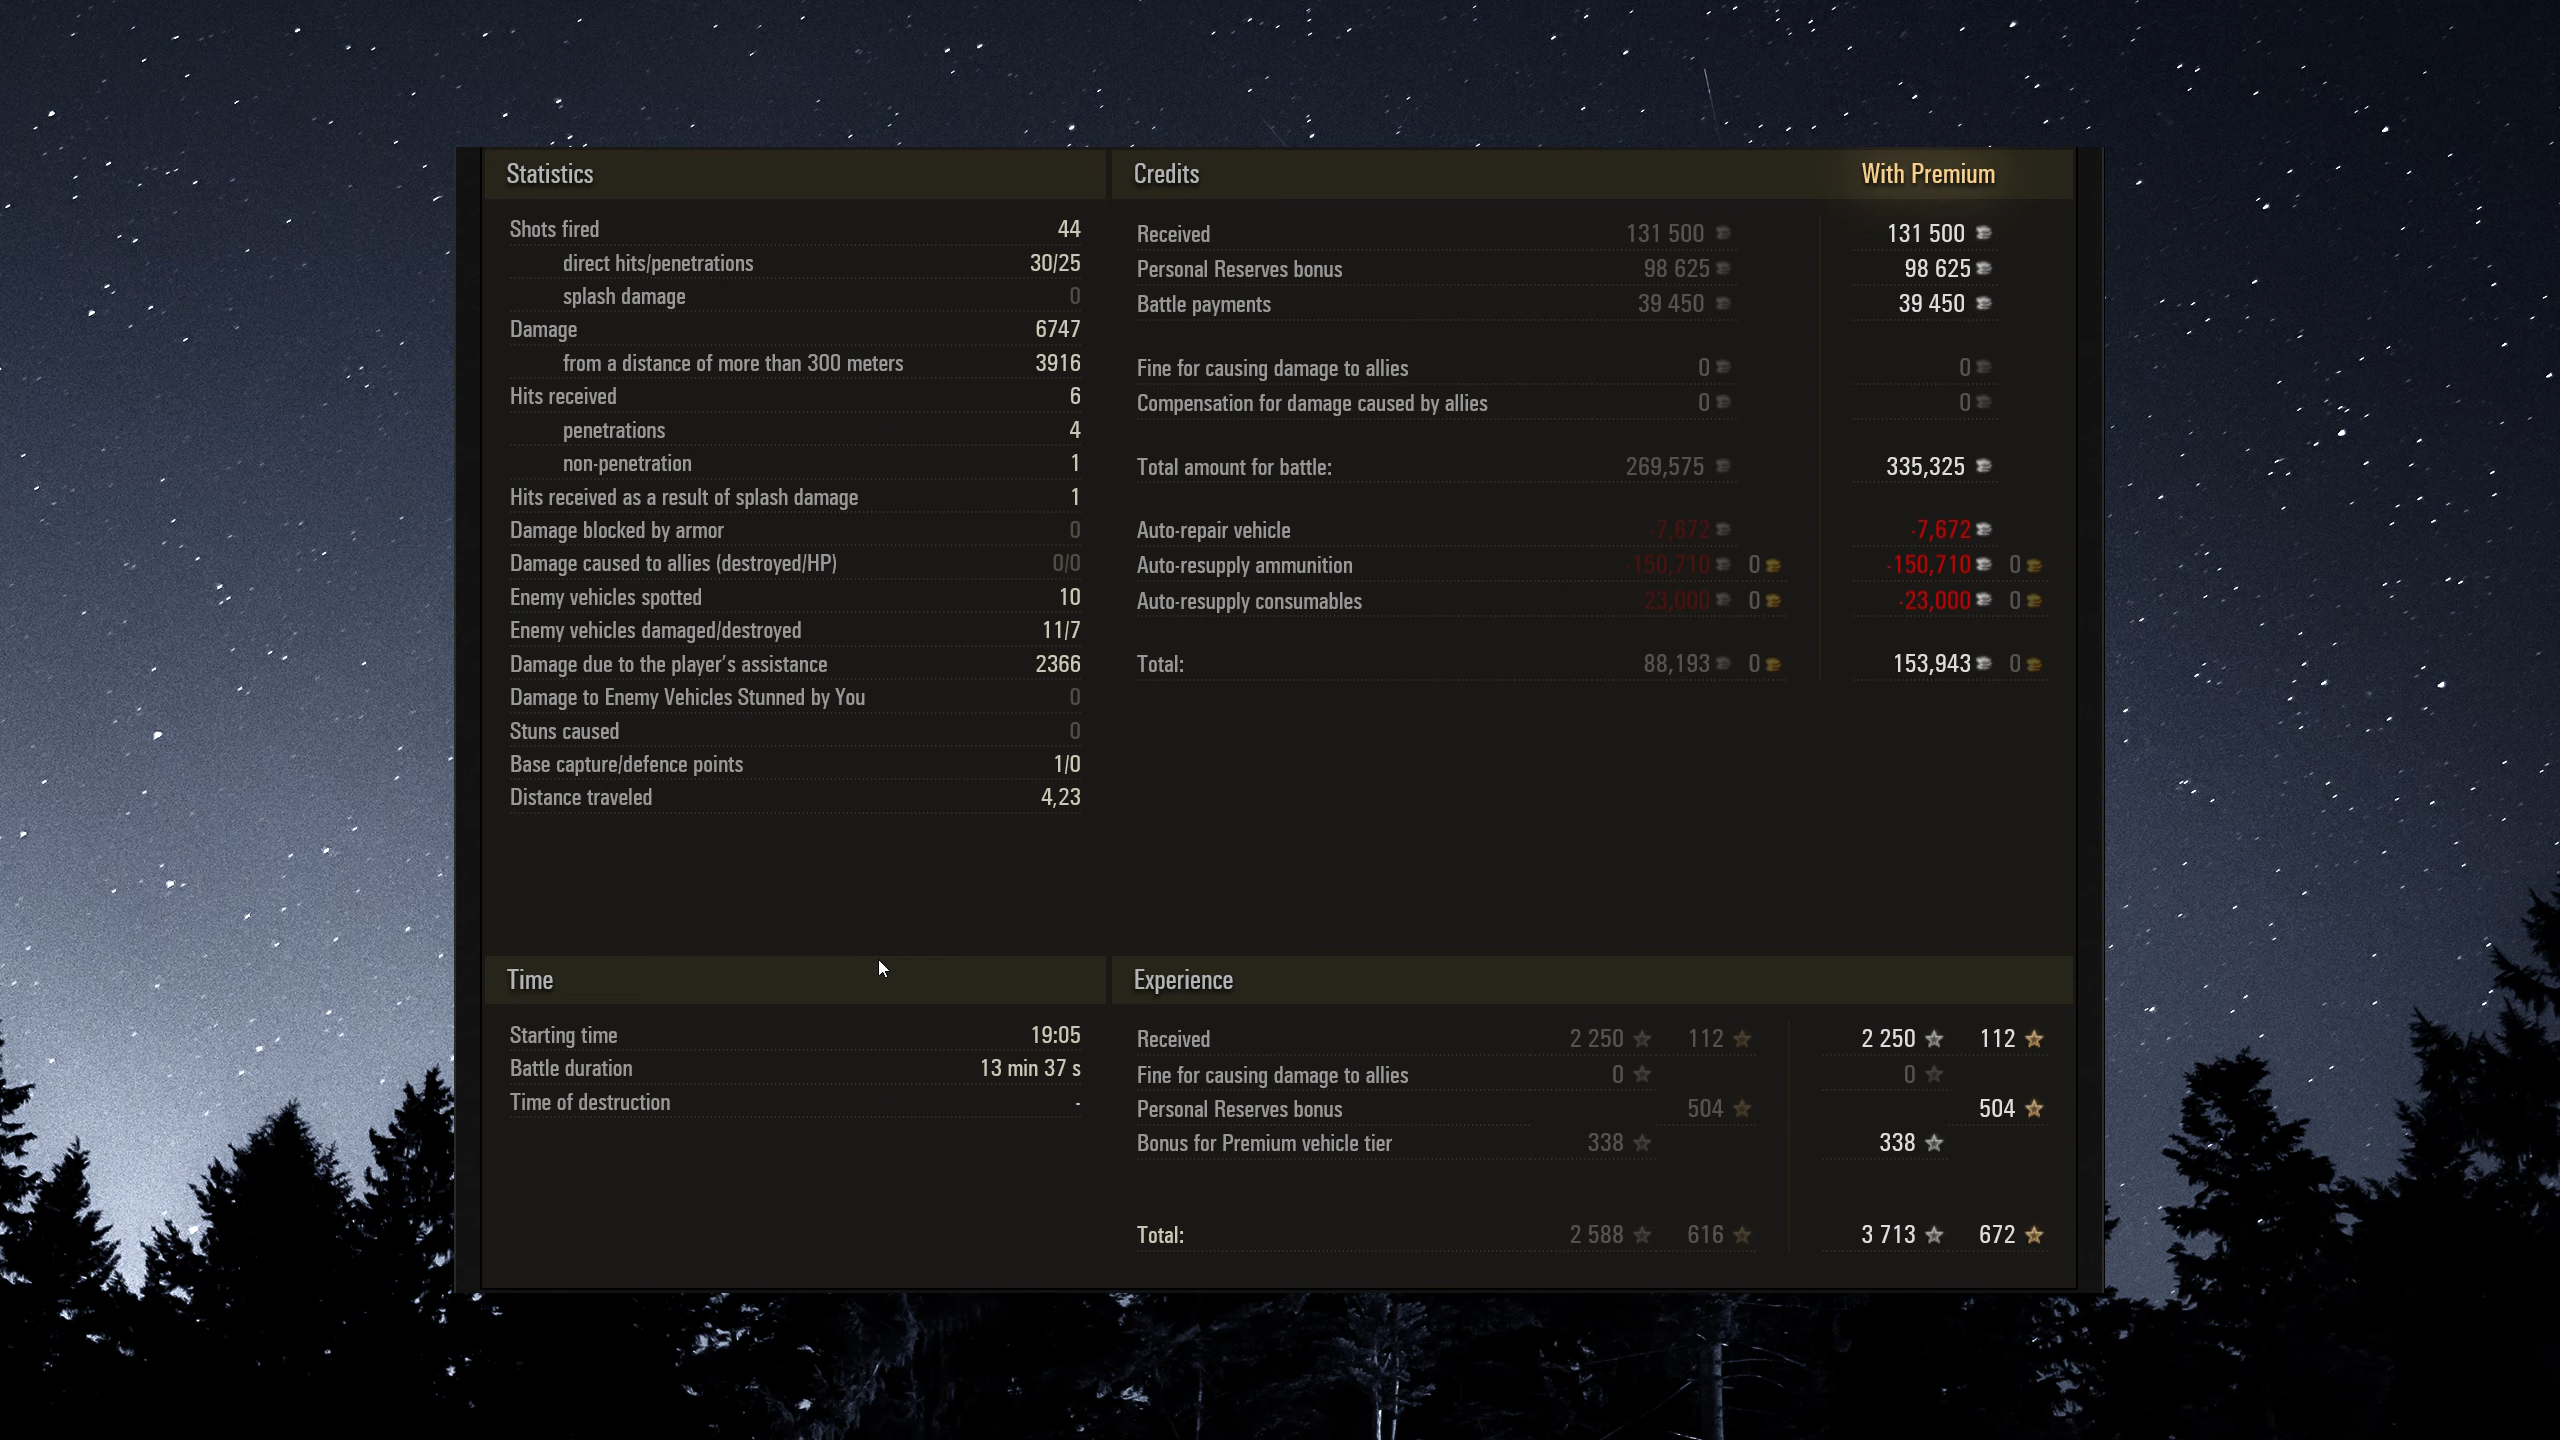 Statistics
Shots fired 44
direct hits/penetrations 30/25
splash damage 0
Damage 6747
from a distance of more than 300 meters 3916
Hits received 6
penetrations 4
non-penetration 1
Hits received as a result of splash damage 1
Damage blocked by armor 0
Damage caused to allies (destroyed/HP) 0/0
Enemy vehicles spotted 10
Enemy vehicles damaged/destroyed 11/7
Damage due to the player's assistance 2366
Damage to Enemy Vehicles Stunned by You 0
Stuns caused 0
Base capture/defence points 1/0
Distance traveled 4,23
Credits With Premium
Received 131 500 131 500
Personal Reserves bonus 98 625 98 625
Battle payments 39 450 39 450
Fine for causing damage to allies 0 0
Compensation for damage caused by allies 0 0
Total amount for battle: 269,575 335,325
Auto-repair vehicle -7,672 -7,672
Auto-resupply ammunition -150,710 0 -150,710 0
Auto-resupply consumables -23,000 0 -23,000 0
Total: 88,193 0 153,943 0
Time
Starting time 19:05
Battle duration 13 min 37 s
Time of destruction -
Experience
Received 2 250 112 2 250 112
Fine for causing damage to allies 0 0
Personal Reserves bonus 504 504
Bonus for Premium vehicle tier 338 338
Total: 2 588 616 3 713 672